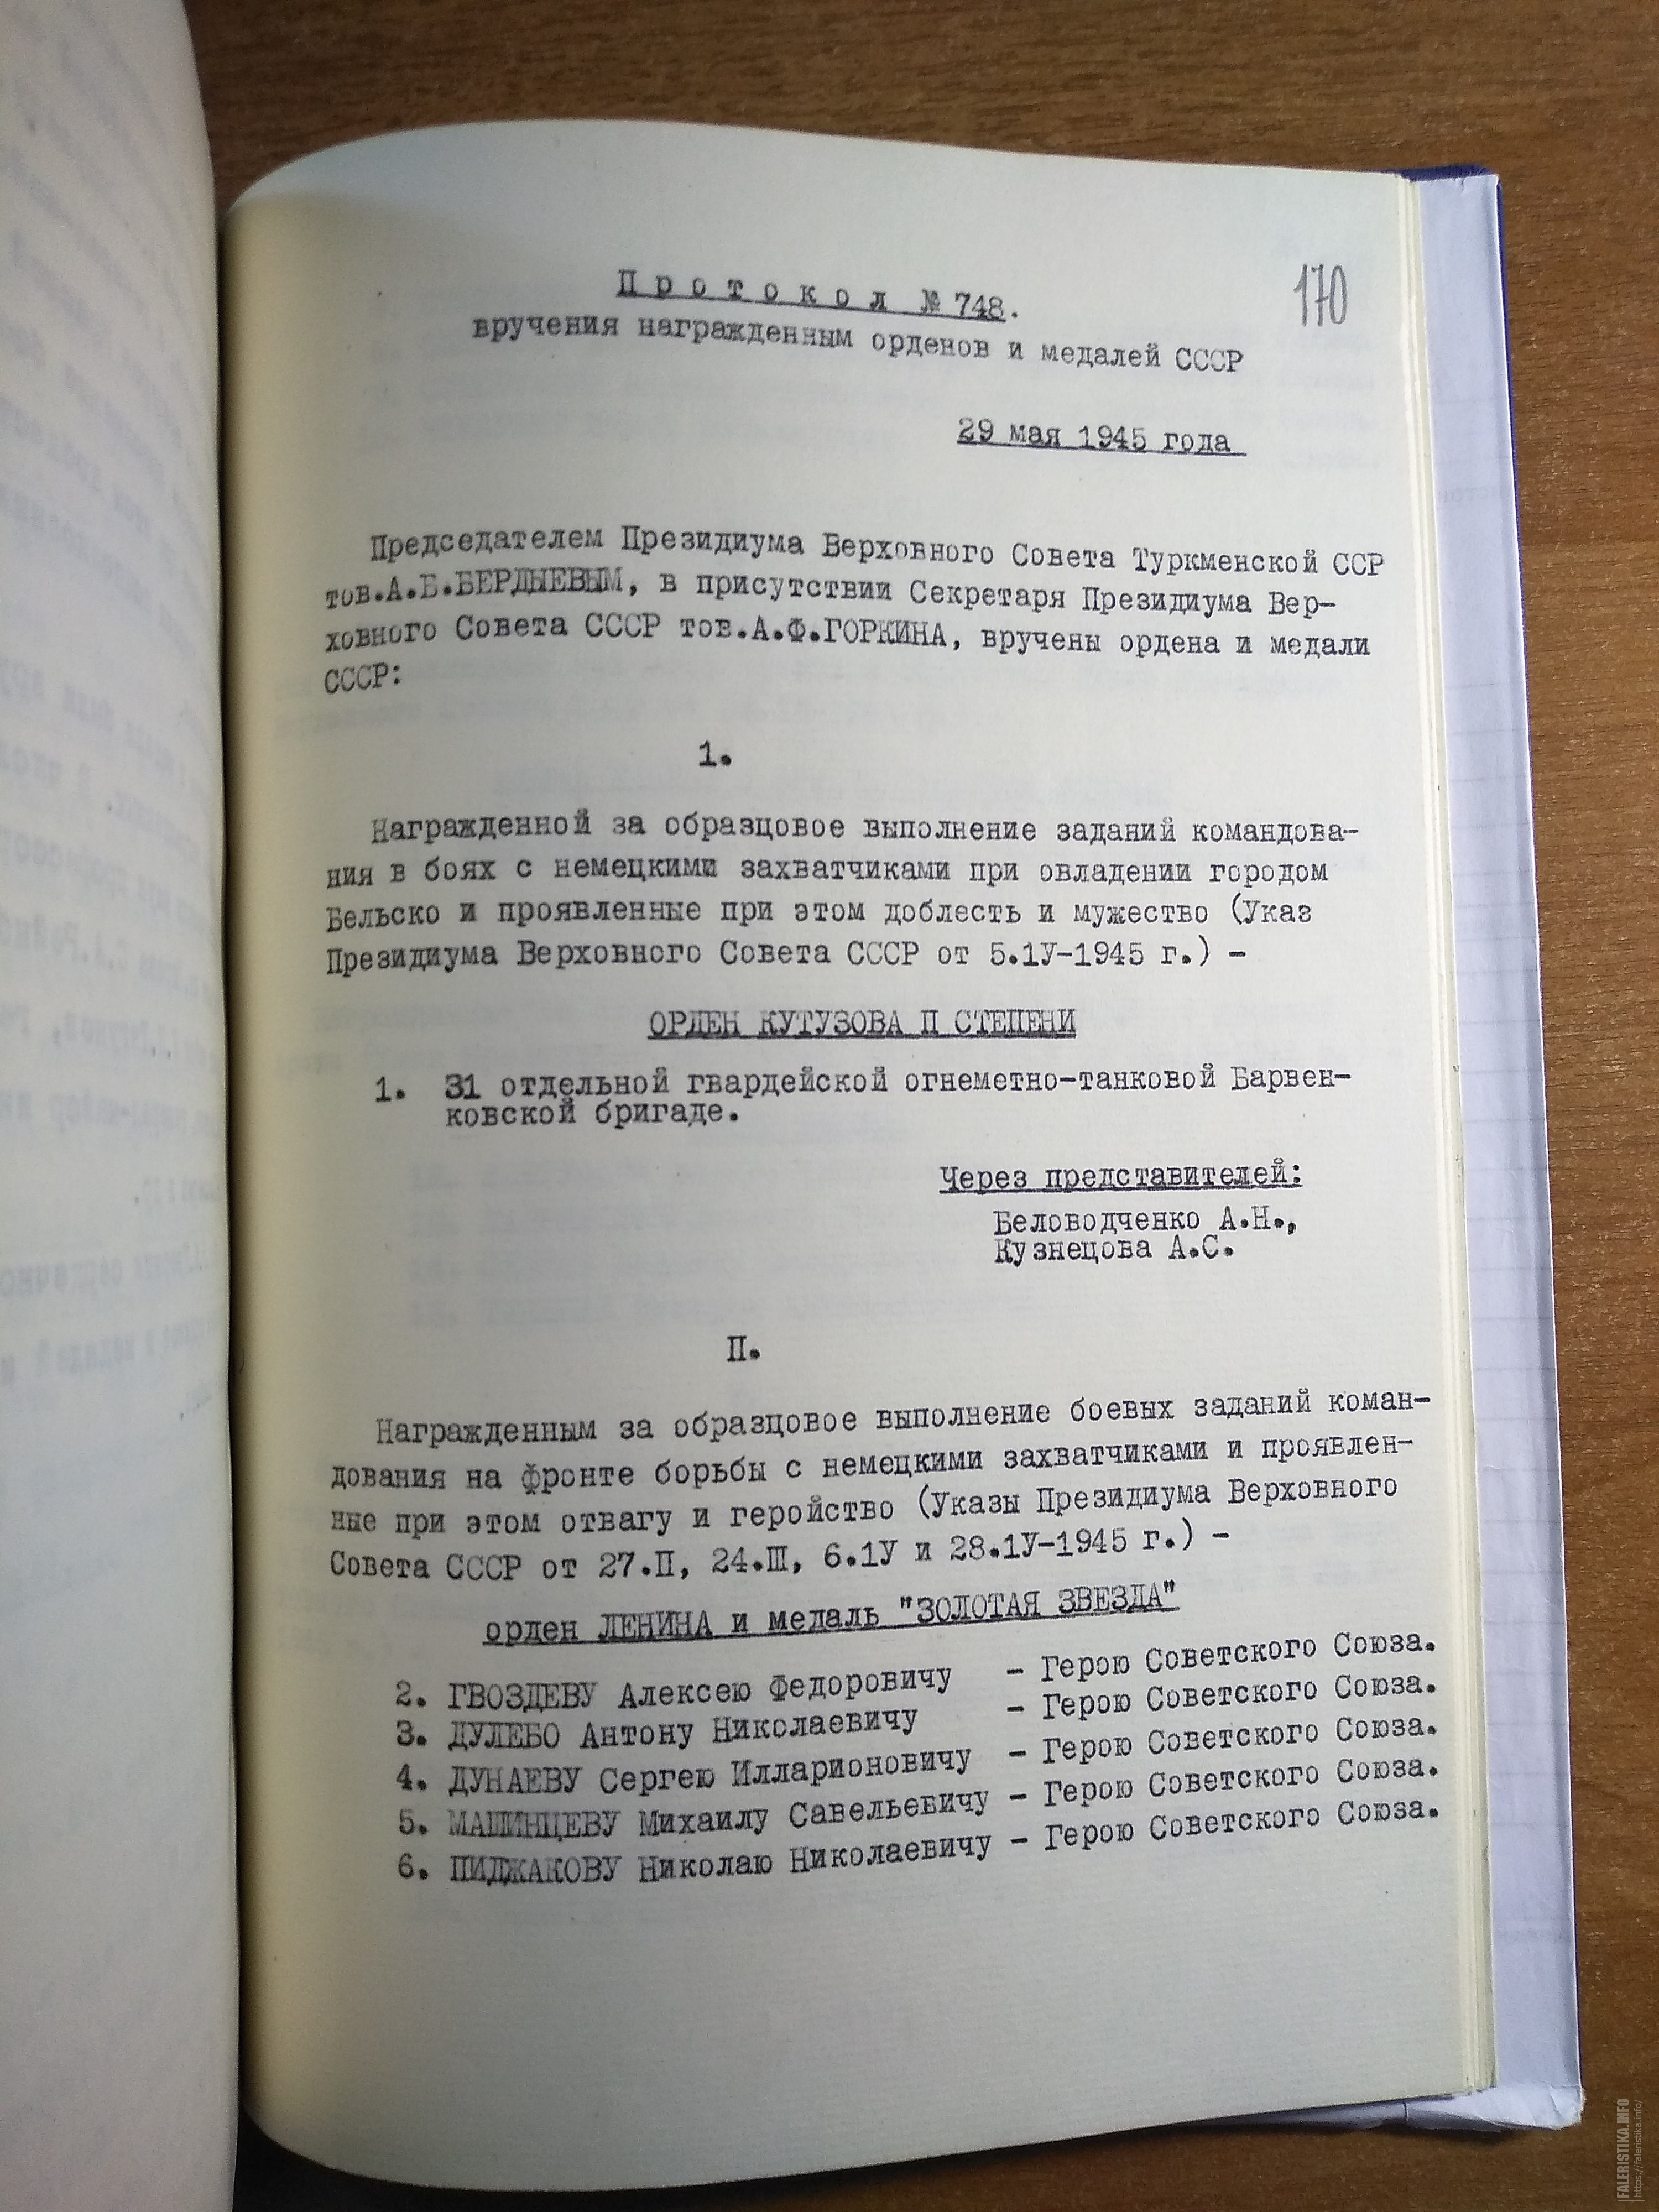 170
П р о т о к о л № 748.
вручения награжденным орденов и медалей СССР
29 мая 1945 года
Председателем Президиума Верховного Совета Туркменской ССР
тов.А.Б.БЕРДЫЕВЫМ, в присутствии Секретаря Президиума Вер-
ховного Совета СССР тов.А.Ф.ГОРКИНА, вручены ордена и медали
СССР:
1.
Награжденной за образцовое выполнение заданий командова-
ния в боях с немецкими захватчиками при овладении городом
Бельско и проявленные при этом доблесть и мужество (Указ
Президиума Верховного Совета СССР от 5.1У-1945 г.) -
ОРДЕН КУТУЗОВА П СТЕПЕНИ
1. 31 отдельной гвардейской огнеметно-танковой Барвен-
ковской бригаде.
Через представителей:
Беловодченко А.Н.,
Кузнецова А.С.
П.
Награжденным за образцовое выполнение боевых заданий коман-
дования на фронте борьбы с немецкими захватчиками и проявлен-
ные при этом отвагу и геройство (Указы Президиума Верховного
Совета СССР от 27.П, 24.Ш, 6.1У и 28.1У-1945 г.) -
орден ЛЕНИНА и медаль "ЗОЛОТАЯ ЗВЕЗДА"
2. ГВОЗДЕВУ Алексею Федоровичу - Герою Советского Союза.
3. ДУЛЕБО Антону Николаевичу - Герою Советского Союза.
4. ДУНАЕВУ Сергею Илларионовичу - Герою Советского Союза.
5. МАШИНЦЕВУ Михаилу Савельевичу - Герою Советского Союза.
6. ПИДЖАКОВУ Николаю Николаевичу - Герою Советского Союза.
FALERISTIKA.INFO
https://faleristika.info/